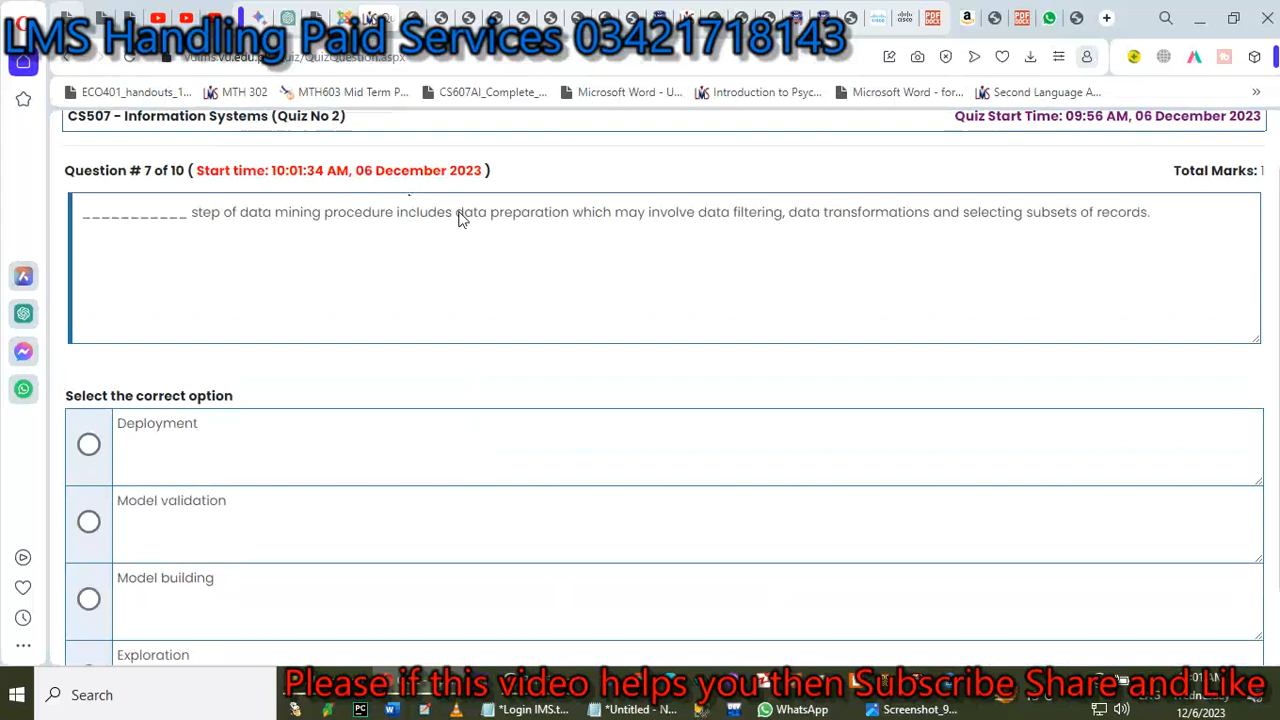 LMS Handling Paid Services 03421718143
ECO401_handouts_1...
MTH 302
MTH603 Mid Term P...
CS607AI_Complete_...
Microsoft Word - U...
Introduction to Psyc...
Microsoft Word - for...
Second Language A...
CS507 - Information Systems (Quiz No 2)
Quiz Start Time: 09:56 AM, 06 December 2023
Question # 7 of 10 ( Start time: 10:01:34 AM, 06 December 2023 )
Total Marks: 1
___________ step of data mining procedure includes data preparation which may involve data filtering, data transformations and selecting subsets of records.
Select the correct option
Deployment
Model validation
Model building
Exploration
Please if this video helps you then Subscribe Share and Like
Search
*Login IMS.t...
*Untitled - N...
WhatsApp
Screenshot_9...
12/6/2023